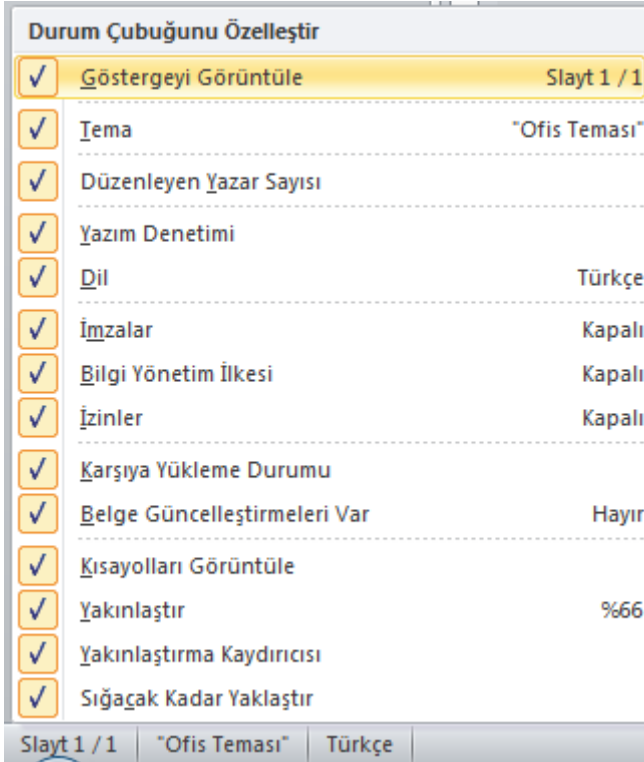 Durum Çubuğunu Özelleştir
Göstergeyi Görüntüle Slayt 1 / 1
Tema "Ofis Teması"
Düzenleyen Yazar Sayısı
Yazım Denetimi
Dil Türkçe
İmzalar Kapalı
Bilgi Yönetim İlkesi Kapalı
İzinler Kapalı
Karşıya Yükleme Durumu
Belge Güncelleştirmeleri Var Hayır
Kısayolları Görüntüle
Yakınlaştır %66
Yakınlaştırma Kaydırıcısı
Sığacak Kadar Yaklaştır
Slayt 1 / 1 "Ofis Teması" Türkçe